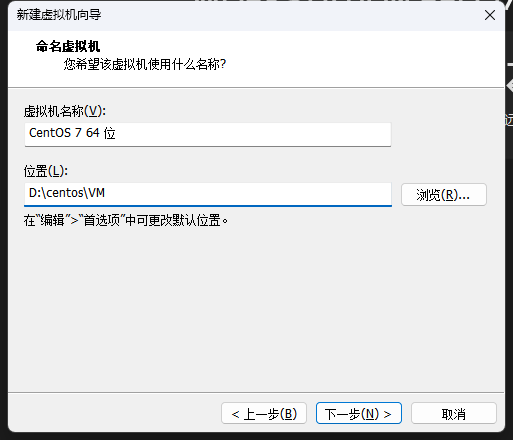 新建虚拟机向导
命名虚拟机
您希望该虚拟机使用什么名称?
虚拟机名称(V):
CentOS 7 64 位
位置(L):
D:\centos\VM
浏览(R)...
在“编辑”>“首选项”中可更改默认位置。
< 上一步(B)
下一步(N) >
取消